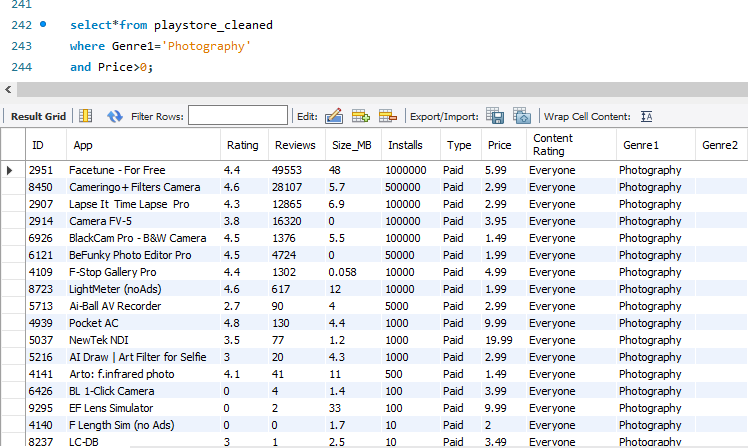 241
242 select*from playstore_cleaned
243 where Genre1='Photography'
244 and Price>0;
Result Grid Filter Rows: Edit: Export/Import: Wrap Cell Content:
ID App Rating Reviews Size_MB Installs Type Price Content Rating Genre1 Genre2
2951 Facetune - For Free 4.4 49553 48 1000000 Paid 5.99 Everyone Photography
8450 Cameringo+ Filters Camera 4.6 28107 5.7 500000 Paid 2.99 Everyone Photography
2907 Lapse It Time Lapse Pro 4.3 12865 6.9 100000 Paid 2.99 Everyone Photography
2914 Camera FV-5 3.8 16320 0 100000 Paid 3.95 Everyone Photography
6926 BlackCam Pro - B&W Camera 4.5 1376 5.5 100000 Paid 1.49 Everyone Photography
6121 BeFunky Photo Editor Pro 4.5 4724 0 50000 Paid 1.99 Everyone Photography
4109 F-Stop Gallery Pro 4.4 1302 0.058 10000 Paid 4.99 Everyone Photography
8723 LightMeter (noAds) 4.6 617 12 10000 Paid 1.99 Everyone Photography
5713 Ai-Ball AV Recorder 2.7 90 4 5000 Paid 2.99 Everyone Photography
4939 Pocket AC 4.8 130 4.4 1000 Paid 9.99 Everyone Photography
5037 NewTek NDI 3.5 77 1.2 1000 Paid 19.99 Everyone Photography
5216 AI Draw | Art Filter for Selfie 3 20 4.3 1000 Paid 2.99 Everyone Photography
4141 Arto: f.infrared photo 4.1 41 11 500 Paid 1.49 Everyone Photography
6426 BL 1-Click Camera 0 4 1.4 100 Paid 3.99 Everyone Photography
9295 EF Lens Simulator 0 2 33 100 Paid 9.99 Everyone Photography
4140 F Length Sim (no Ads) 0 0 1.7 10 Paid 2 Everyone Photography
8237 LC-DB 3 1 2.5 10 Paid 3.49 Everyone Photography